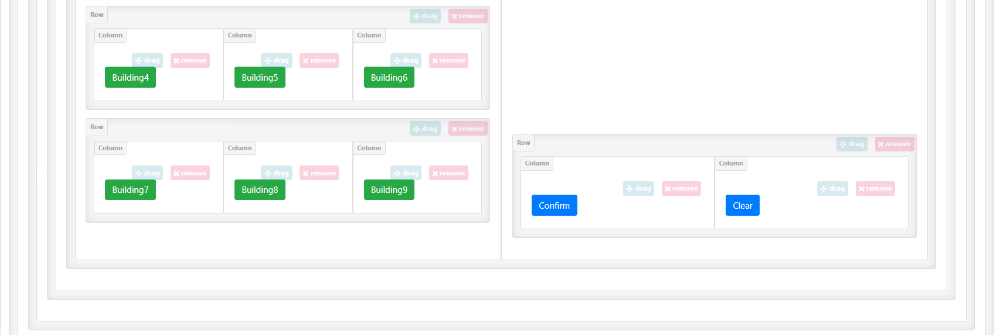 Row
drag remove
Column Column Column
drag remove drag remove drag remove
Building4 Building5 Building6
Row
drag remove
Column Column Column
drag remove drag remove drag remove
Building7 Building8 Building9
Row
drag remove
Column Column
drag remove drag remove
Confirm Clear